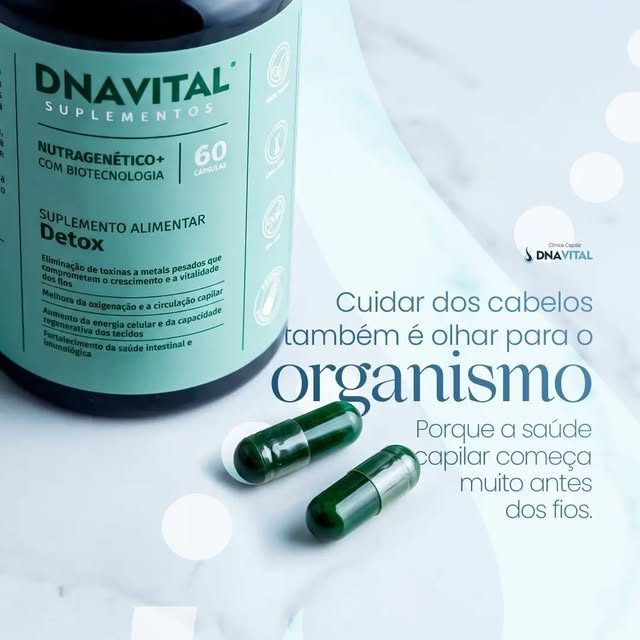 DNAVITAL®
SUPLEMENTOS
NUTRAGENÉTICO+
COM BIOTECNOLOGIA
60
CÁPSULAS
SUPLEMENTO ALIMENTAR
Detox
Eliminação de toxinas a metais pesados que
comprometem o crescimento e a vitalidade
dos fios
Melhora da oxigenação e a circulação capilar
Aumento da energia celular e da capacidade
regenerativa dos tecidos
Fortalecimento da saúde intestinal e
imunológica
Clínica Capilar
DNAVITAL
Cuidar dos cabelos
também é olhar para o
organismo
Porque a saúde
capilar começa
muito antes
dos fios.